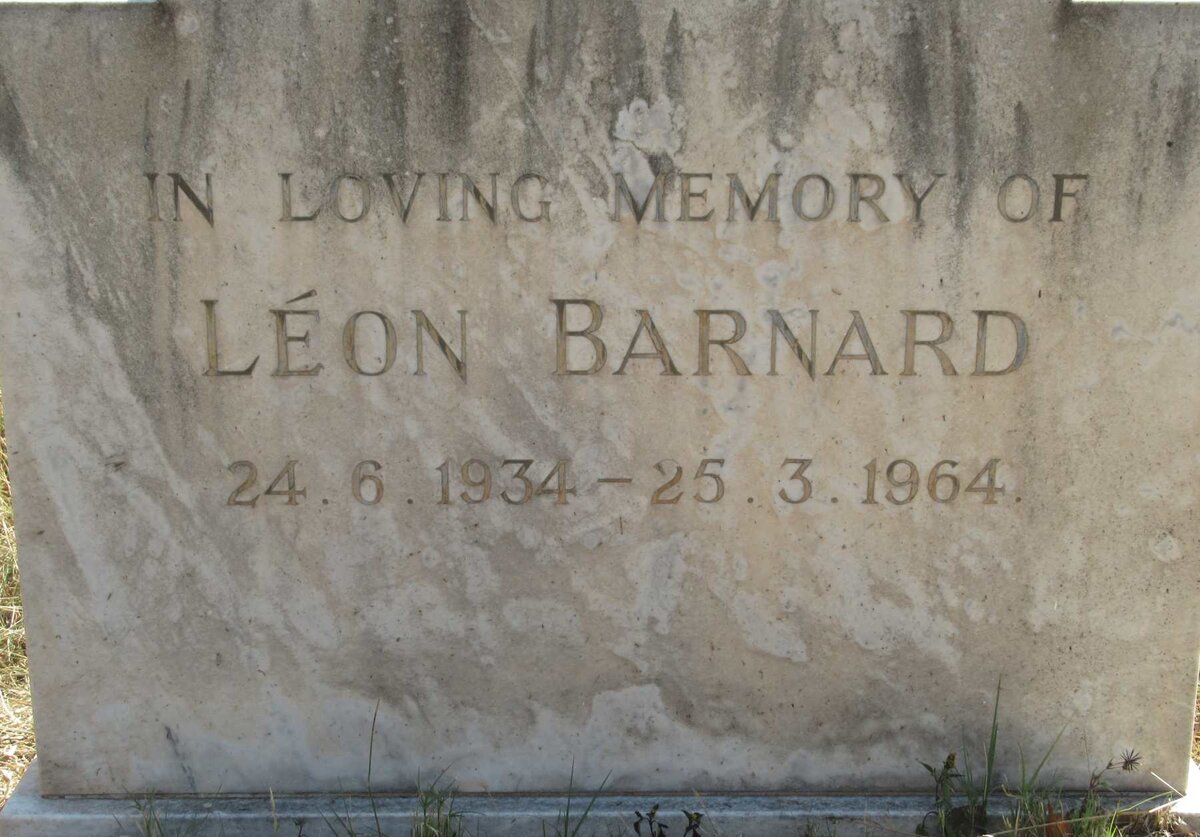 IN LOVING MEMORY OF
LÉON BARNARD
24.6.1934 – 25.3.1964.